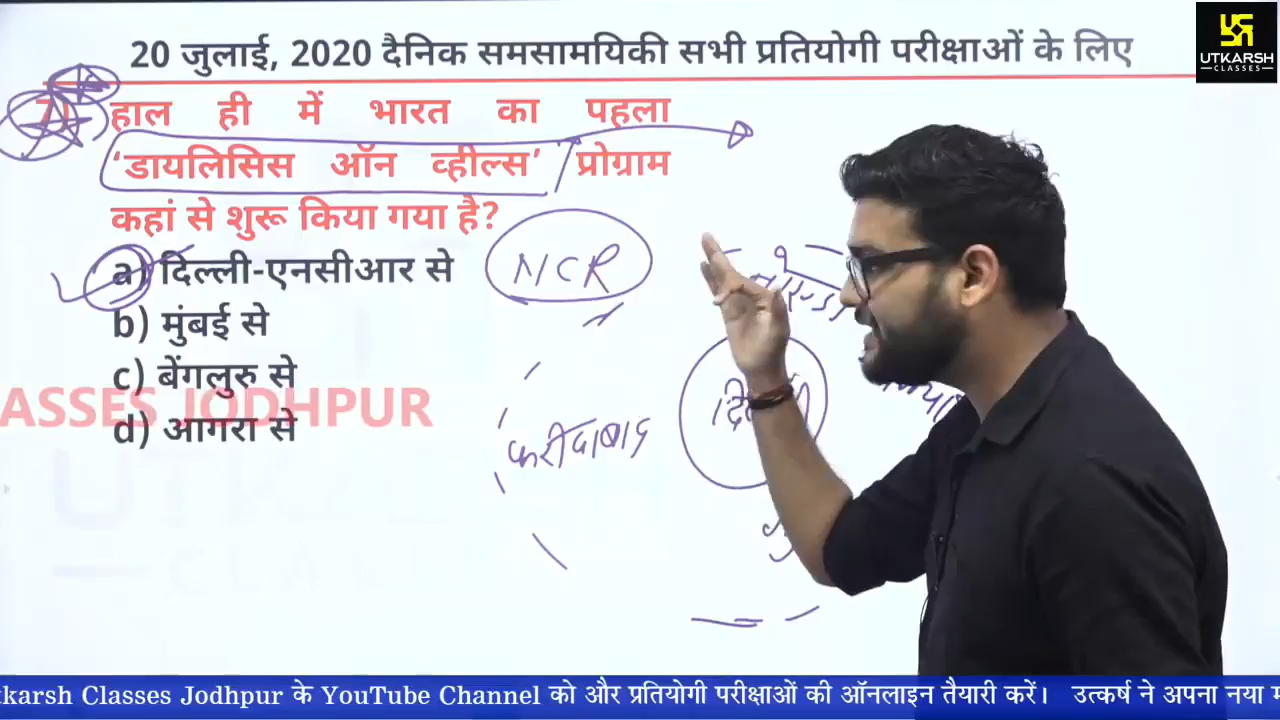 20 जुलाई, 2020 दैनिक समसामयिकी सभी प्रतियोगी परीक्षाओं के लिए
UTKARSH
CLASSES
हाल ही में भारत का पहला
'डायलिसिस ऑन व्हील्स' प्रोग्राम
कहां से शुरू किया गया है?
a) दिल्ली-एनसीआर से
b) मुंबई से
c) बेंगलुरु से
d) आगरा से
NCR
फरीदाबाद
ASSES JODHPUR
tkarsh Classes Jodhpur के YouTube Channel को और प्रतियोगी परीक्षाओं की ऑनलाइन तैयारी करें। उत्कर्ष ने अपना नया